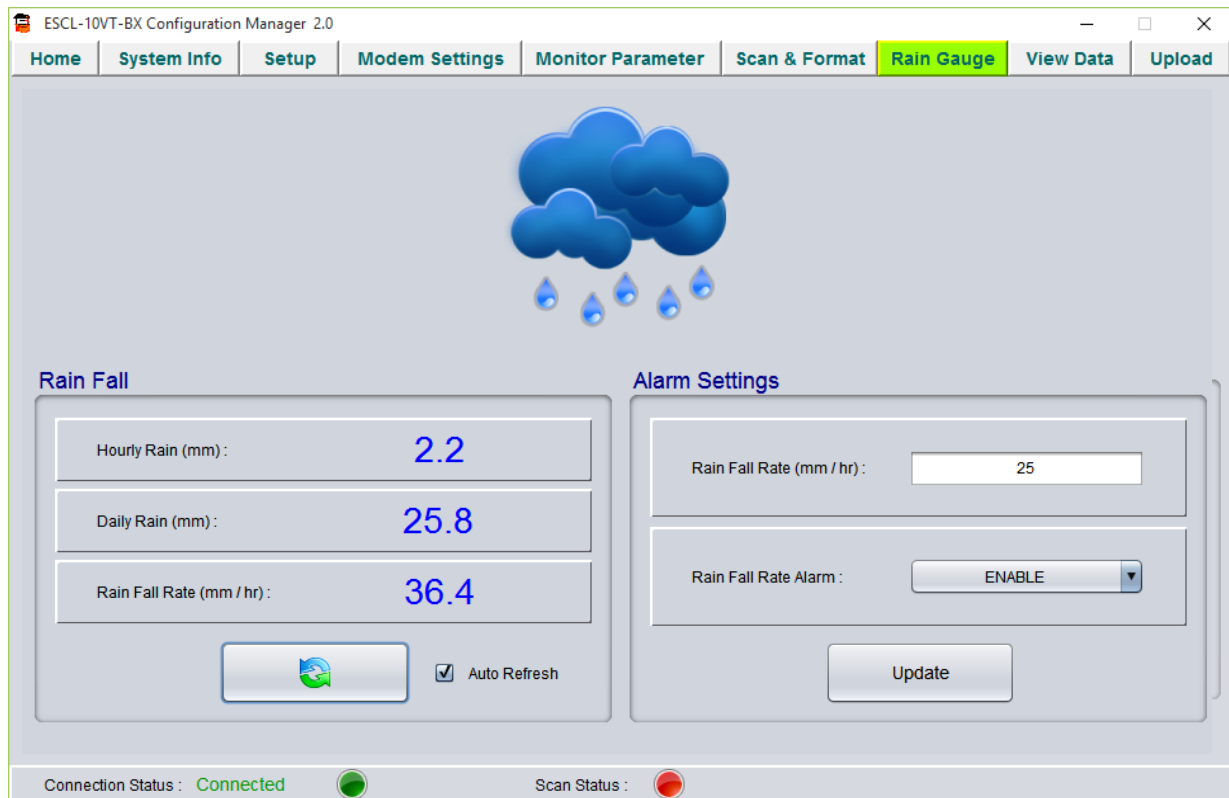 ESCL-10VT-BX Configuration Manager 2.0
Home System Info Setup Modem Settings Monitor Parameter Scan & Format Rain Gauge View Data Upload
Rain Fall
Hourly Rain (mm) : 2.2
Daily Rain (mm) : 25.8
Rain Fall Rate (mm / hr) : 36.4
Auto Refresh
Alarm Settings
Rain Fall Rate (mm / hr) : 25
Rain Fall Rate Alarm : ENABLE
Update
Connection Status : Connected Scan Status :